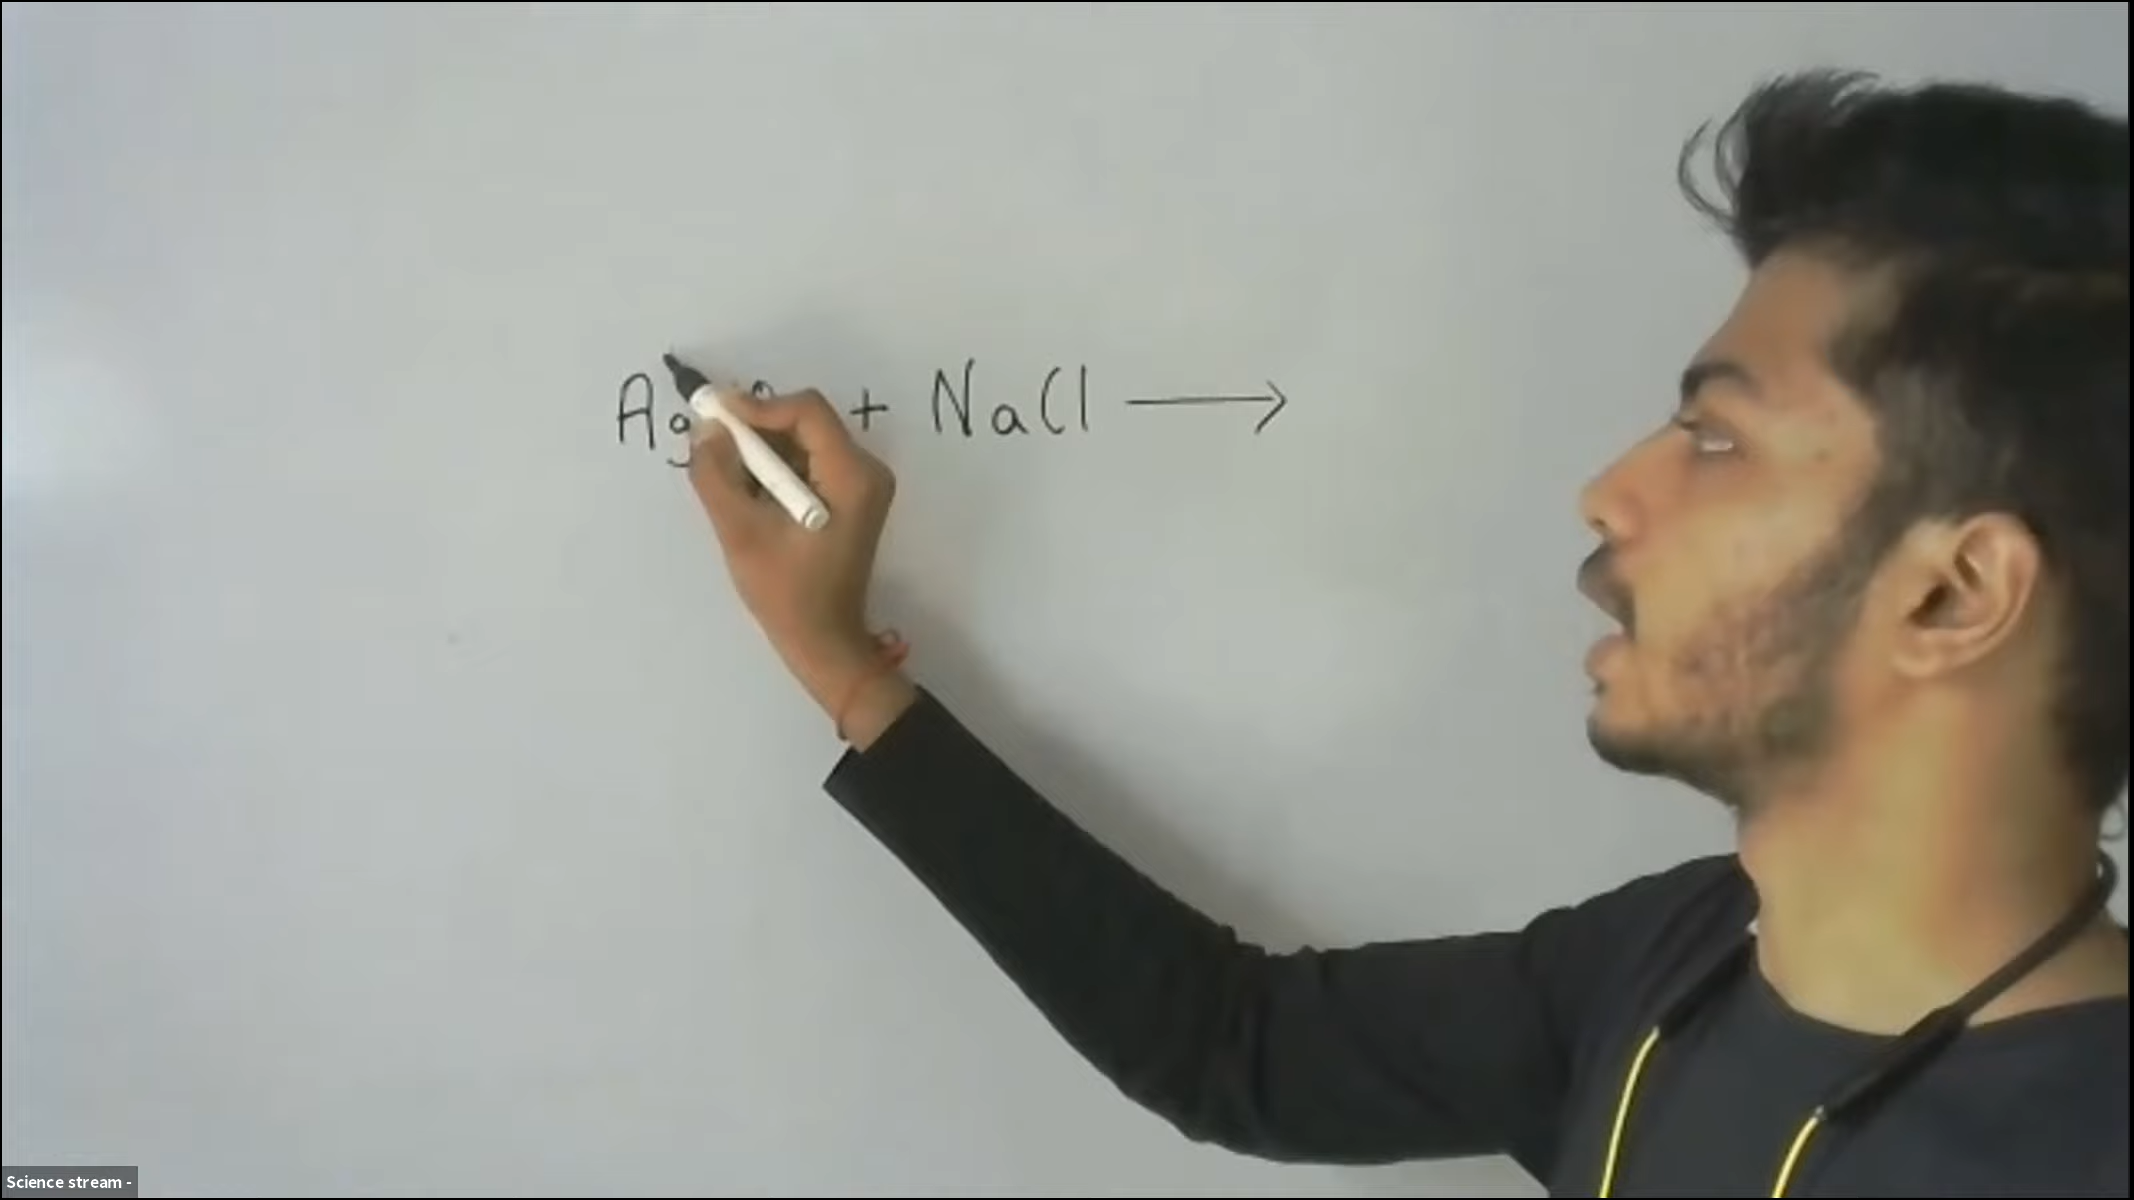 Ag + NaCl ⟶
Science stream -